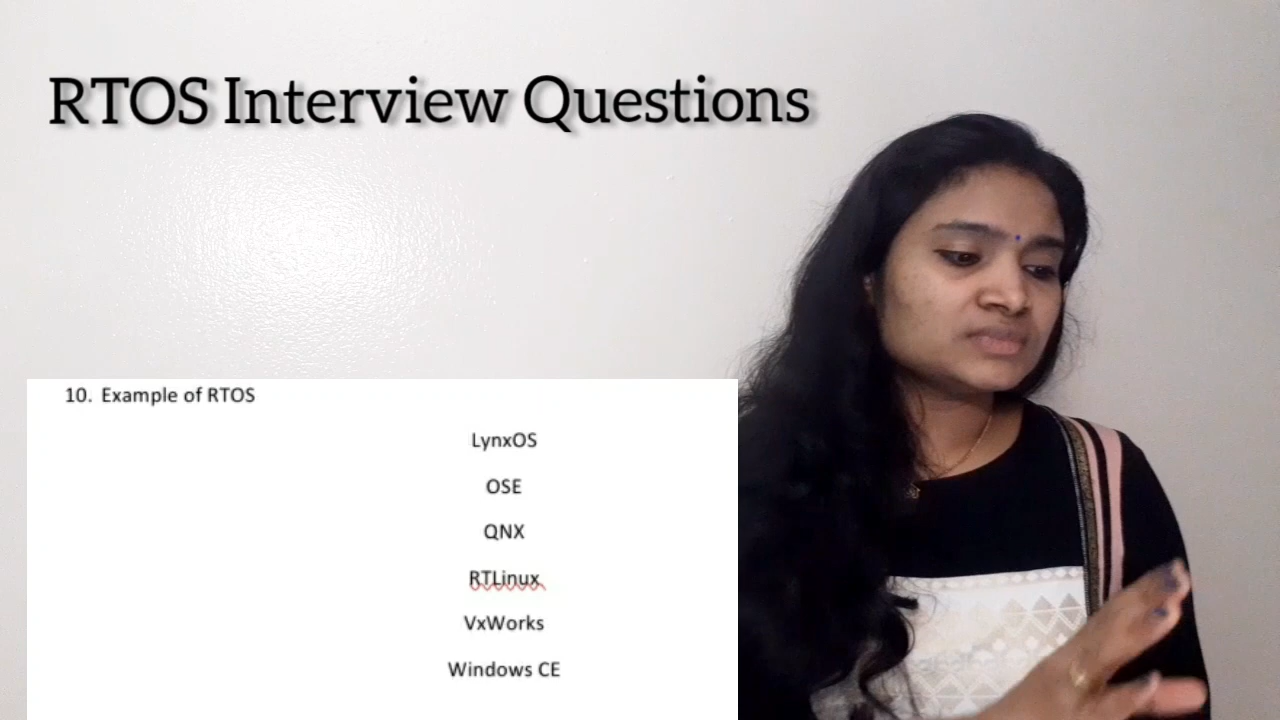 RTOS Interview Questions
10. Example of RTOS
LynxOS
OSE
QNX
RTLinux
VxWorks
Windows CE